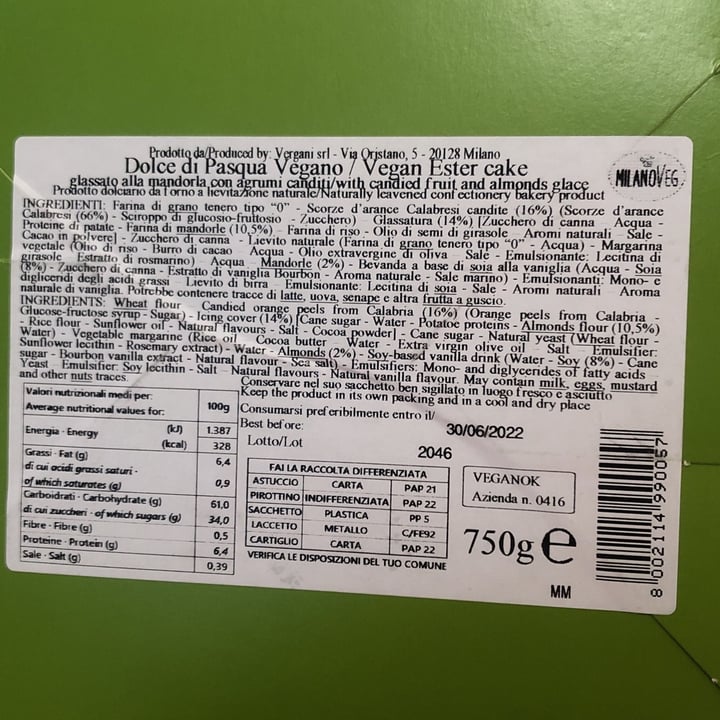 Prodotto da/Produced by: Vergani srl - Via Oristano, 5 - 20128 Milano
Dolce di Pasqua Vegano / Vegan Ester cake
glassato alla mandorla con agrumi canditi/with candied fruit and almonds glace
Prodotto dolciario da forno a lievitazione naturale/Naturally leavened confectionery bakery product
MILANOVEG
INGREDIENTI: Farina di grano tenero tipo “0” - Scorze d’arance Calabresi candite (16%) (Scorze d’arance
Calabresi (66%) - Sciroppo di glucosio-fruttosio - Zucchero) - Glassatura (14%) [Zucchero di canna - Acqua -
Proteine di patate - Farina di mandorle (10,5%) - Farina di riso - Olio di semi di girasole - Aromi naturali - Sale -
Cacao in polvere] - Zucchero di canna - Lievito naturale (Farina di grano tenero tipo “0” - Acqua) - Margarina
vegetale (Olio di riso - Burro di cacao - Acqua - Olio extravergine di oliva - Sale - Emulsionante: Lecitina di
girasole - Estratto di rosmarino) - Acqua - Mandorle (2%) - Bevanda a base di soia alla vaniglia (Acqua - Soia
(8%) - Zucchero di canna - Estratto di vaniglia Bourbon - Aroma naturale - Sale marino) - Emulsionanti: Mono- e
digliceridi degli acidi grassi - Lievito di birra - Emulsionante: Lecitina di soia - Sale - Aromi naturali - Aroma
naturale di vaniglia. Potrebbe contenere tracce di latte, uova, senape e altra frutta a guscio.
INGREDIENTS: Wheat flour - Candied orange peels from Calabria (16%) (Orange peels from Calabria -
Glucose-fructose syrup - Sugar) - Icing cover (14%) [Cane sugar - Water - Potatoe proteins - Almonds flour (10,5%)
- Rice flour - Sunflower oil - Natural flavours - Salt - Cocoa powder] - Cane sugar - Natural yeast (Wheat flour -
Water) - Vegetable margarine (Rice oil - Cocoa butter - Water - Extra virgin olive oil - Salt - Emulsifier:
Sunflower lecithin - Rosemary extract) - Water - Almonds (2%) - Soy-based vanilla drink (Water - Soy (8%) - Cane
sugar - Bourbon vanilla extract - Natural flavour - Sea salt) - Emulsifiers: Mono- and diglycerides of fatty acids -
Yeast - Emulsifier: Soy lecithin - Salt - Natural flavours - Natural vanilla flavour. May contain milk, eggs, mustard
and other nuts traces.
Conservare nel suo sacchetto ben sigillato in luogo fresco e asciutto
Keep the product in its own packing and in a cool and dry place
Valori nutrizionali medi per:
Average nutritional values for: 100g
Energia - Energy (kJ) 1.387
(kcal) 328
Grassi - Fat (g) 6,4
di cui acidi grassi saturi -
of which saturates (g) 0,9
Carboidrati - Carbohydrate (g) 61,0
di cui zuccheri - of which sugars (g) 34,0
Fibre - Fibre (g) 0,5
Proteine - Protein (g) 6,4
Sale - Salt (g) 0,39
Consumarsi preferibilmente entro il/
Best before: 30/06/2022
Lotto/Lot 2046
FAI LA RACCOLTA DIFFERENZIATA
ASTUCCIO CARTA PAP 21
PIROTTINO INDIFFERENZIATA PAP 22
SACCHETTO PLASTICA PP 5
LACCETTO METALLO C/FE92
CARTIGLIO CARTA PAP 22
VERIFICA LE DISPOSIZIONI DEL TUO COMUNE
VEGANOK
Azienda n. 0416
750g e
MM
8 002114 990057